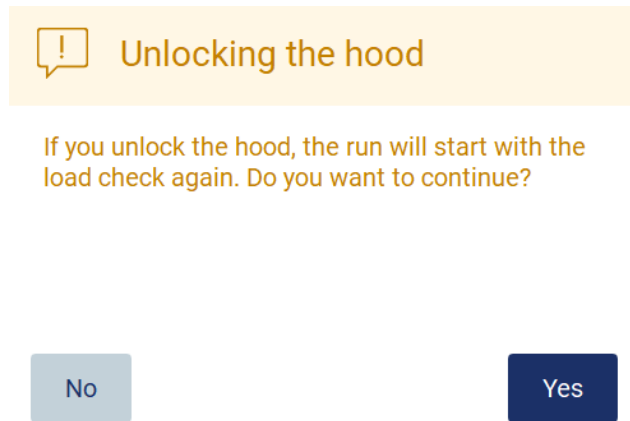 !
Unlocking the hood
If you unlock the hood, the run will start with the
load check again. Do you want to continue?
No
Yes